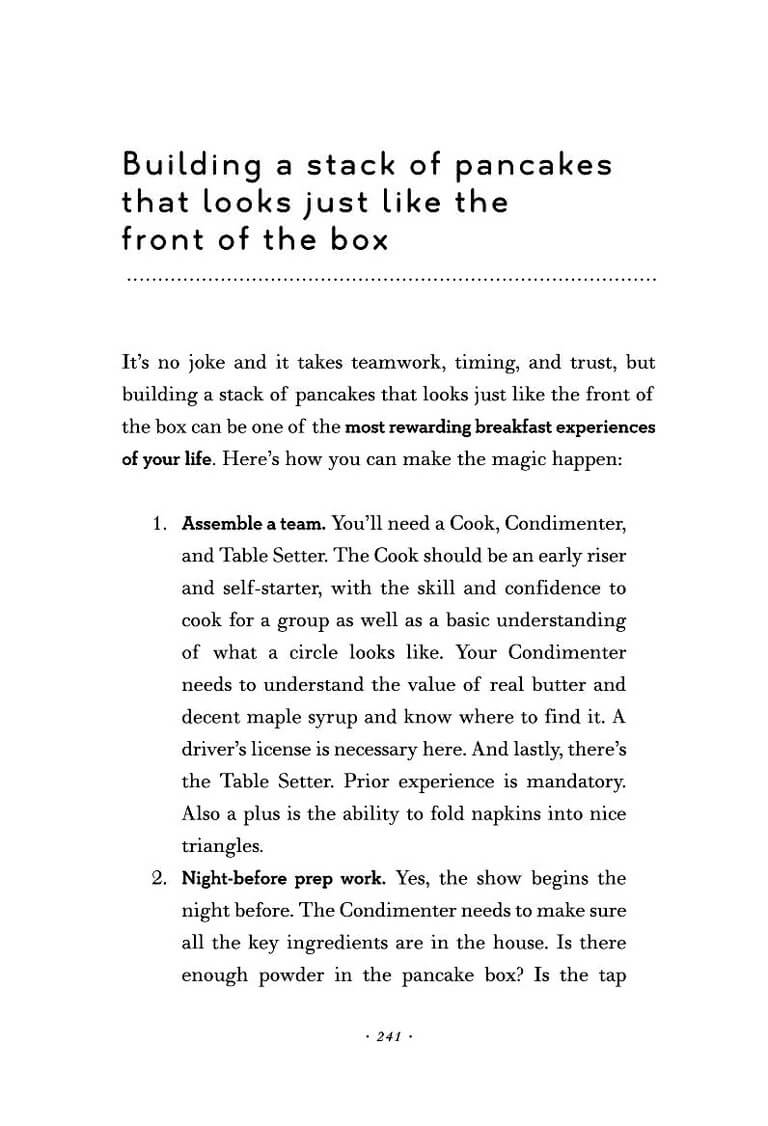 Building a stack of pancakes
that looks just like the
front of the box
It’s no joke and it takes teamwork, timing, and trust, but
building a stack of pancakes that looks just like the front of
the box can be one of the most rewarding breakfast experiences
of your life. Here’s how you can make the magic happen:
1. Assemble a team. You’ll need a Cook, Condimenter,
and Table Setter. The Cook should be an early riser
and self-starter, with the skill and confidence to
cook for a group as well as a basic understanding
of what a circle looks like. Your Condimenter
needs to understand the value of real butter and
decent maple syrup and know where to find it. A
driver’s license is necessary here. And lastly, there’s
the Table Setter. Prior experience is mandatory.
Also a plus is the ability to fold napkins into nice
triangles.
2. Night-before prep work. Yes, the show begins the
night before. The Condimenter needs to make sure
all the key ingredients are in the house. Is there
enough powder in the pancake box? Is the tap
· 241 ·